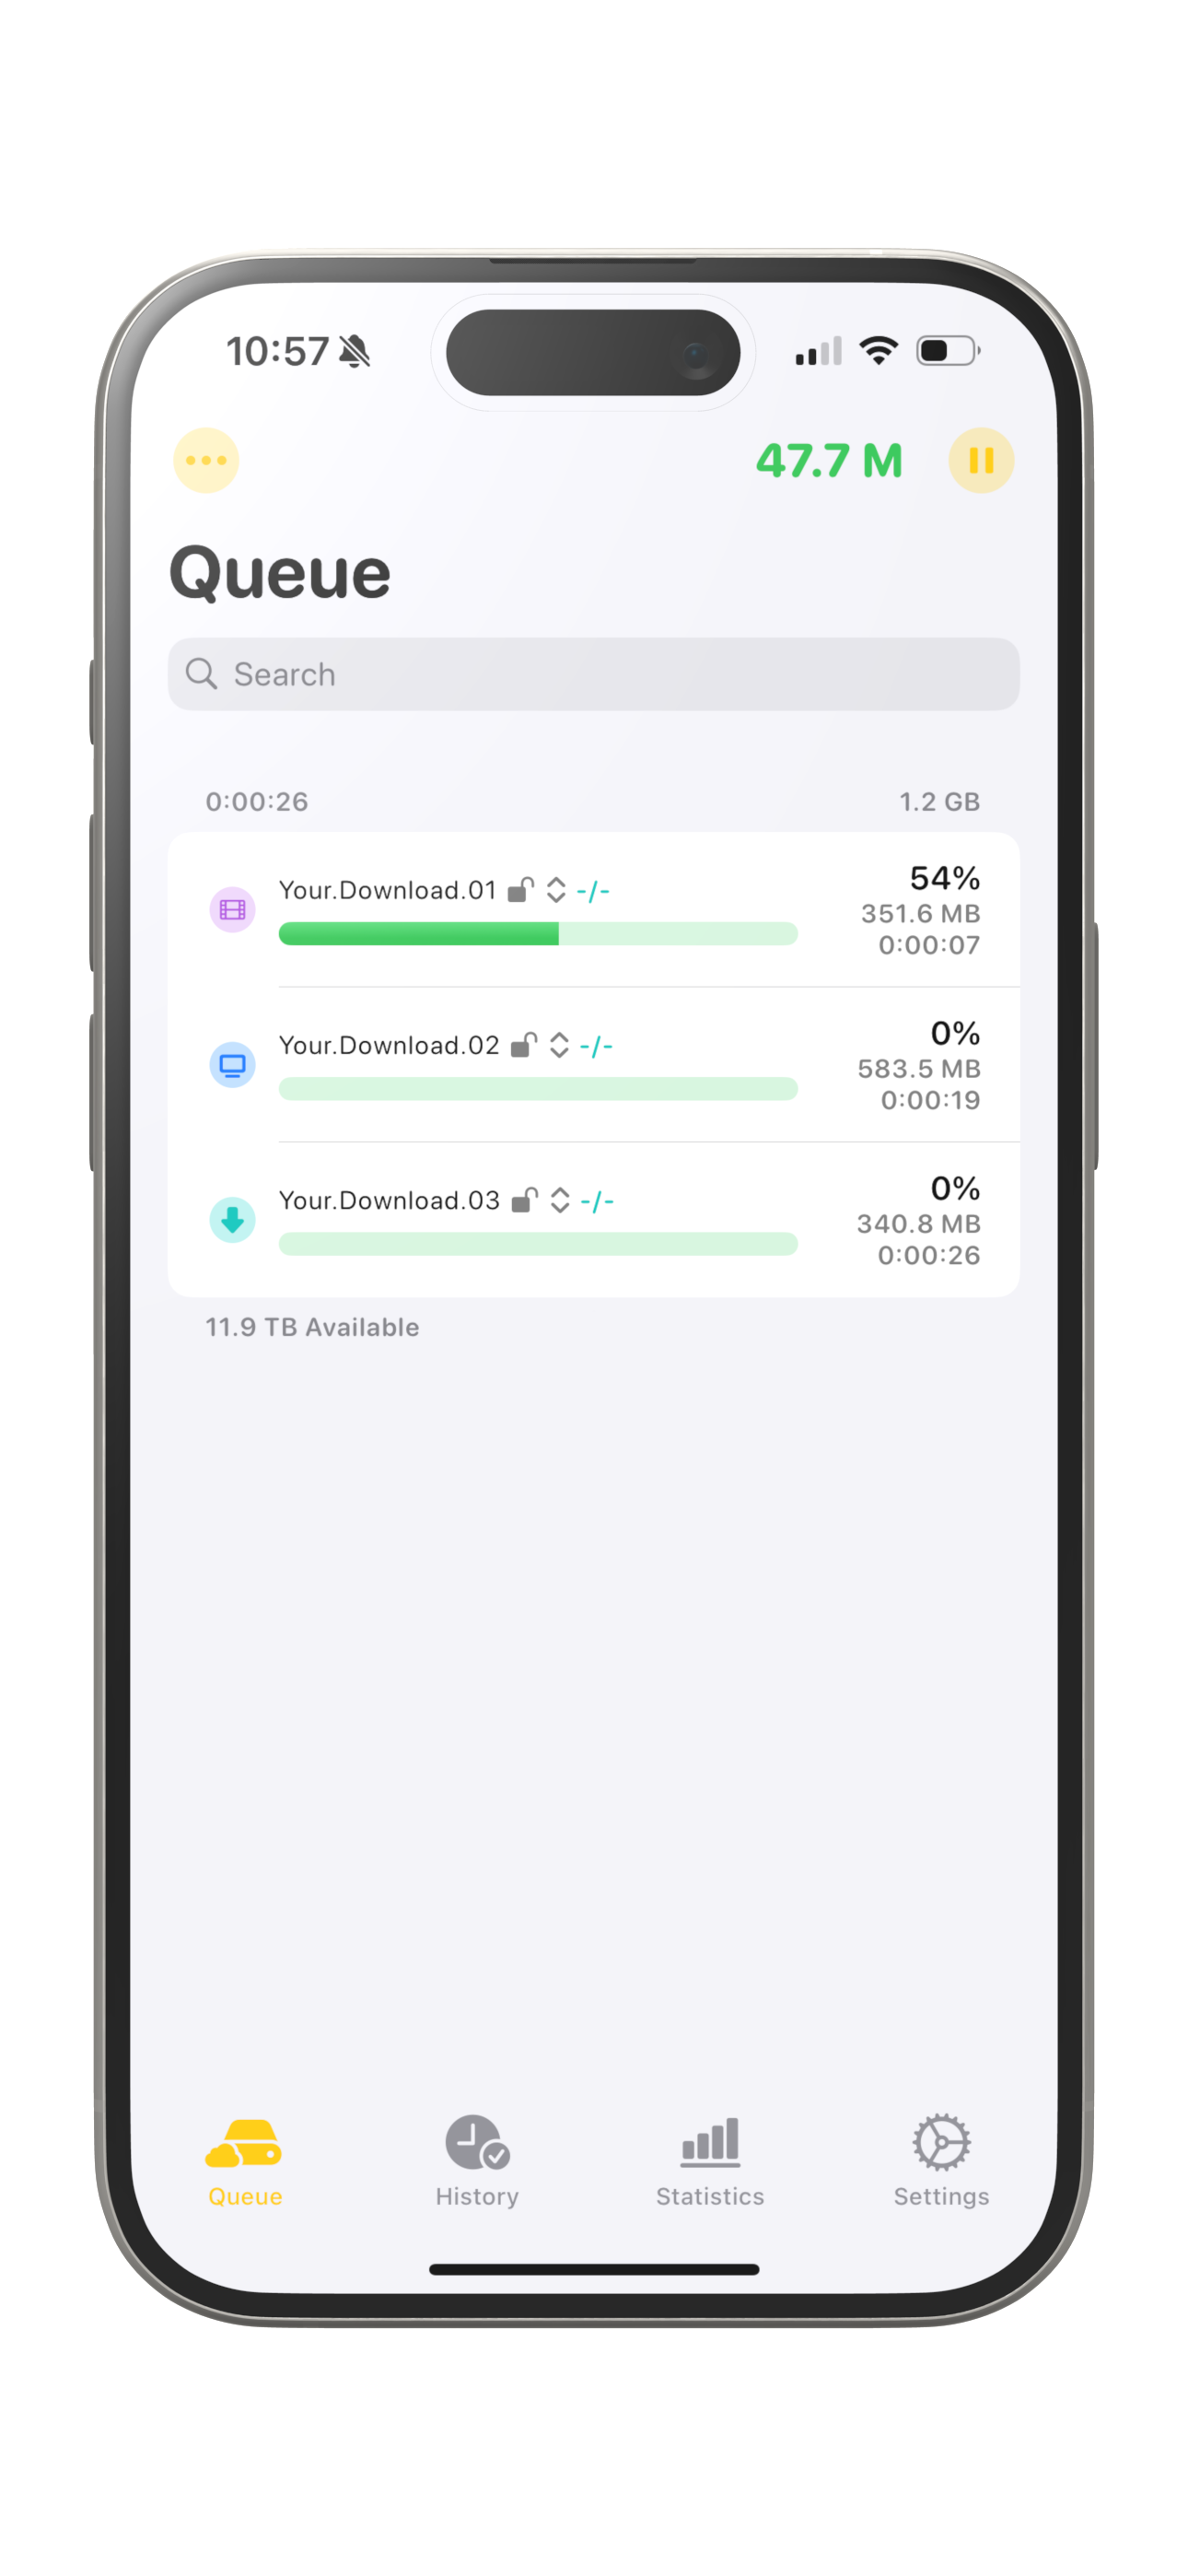 10:57
47.7 M
Queue
Search
0:00:26 1.2 GB
Your.Download.01 -/- 54%
351.6 MB
0:00:07
Your.Download.02 -/- 0%
583.5 MB
0:00:19
Your.Download.03 -/- 0%
340.8 MB
0:00:26
11.9 TB Available
Queue History Statistics Settings